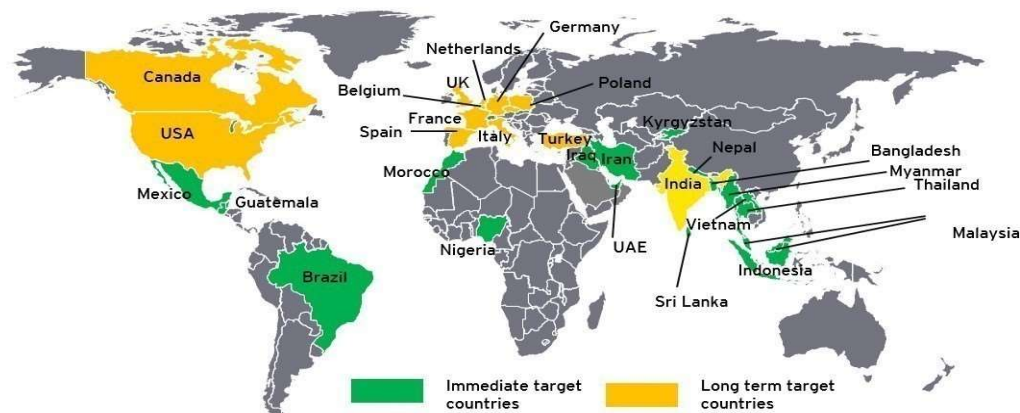 Germany
Netherlands
Canada
UK
Poland
Belgium
France
USA
Spain
Italy
Turkey
Kyrgyzstan
Iraq
Iran
Nepal
Bangladesh
Morocco
India
Myanmar
Thailand
Mexico
Guatemala
Vietnam
Nigeria
UAE
Malaysia
Brazil
Indonesia
Sri Lanka
Immediate target
countries
Long term target
countries